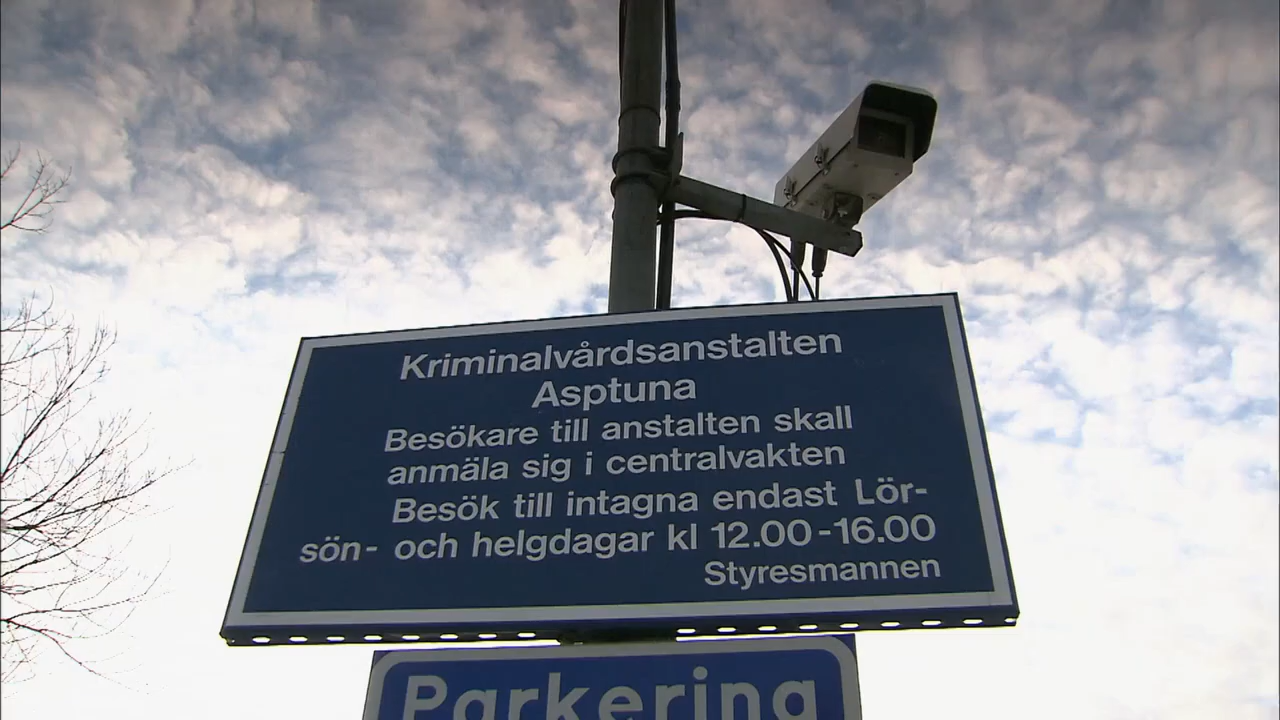 Kriminalvårdsanstalten
Asptuna
Besökare till anstalten skall
anmäla sig i centralvakten
Besök till intagna endast Lör-
sön- och helgdagar kl 12.00-16.00
Styresmannen
Parkering